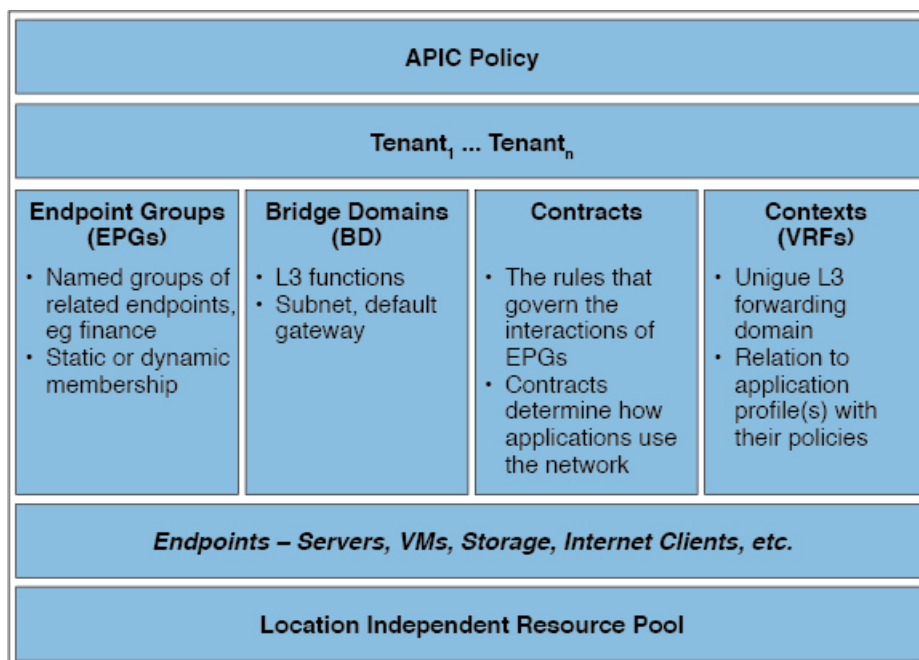 APIC Policy
Tenant1 ... Tenantn
Endpoint Groups
(EPGs)
• Named groups of
related endpoints,
eg finance
• Static or dynamic
membership
Bridge Domains
(BD)
• L3 functions
• Subnet, default
gateway
Contracts
• The rules that
govern the
interactions of
EPGs
• Contracts
determine how
applications use
the network
Contexts
(VRFs)
• Unigue L3
forwarding
domain
• Relation to
application
profile(s) with
their policies
Endpoints – Servers, VMs, Storage, Internet Clients, etc.
Location Independent Resource Pool